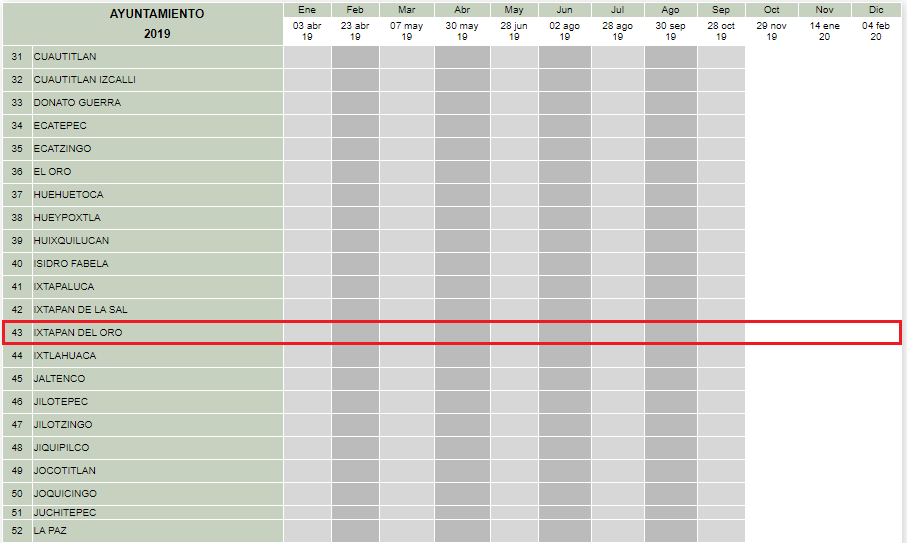 AYUNTAMIENTO
2019
Ene Feb Mar Abr May Jun Jul Ago Sep Oct Nov Dic
03 abr 19 23 abr 19 07 may 19 30 may 19 28 jun 19 02 ago 19 28 ago 19 30 sep 19 28 oct 19 29 nov 19 14 ene 20 04 feb 20
31 CUAUTITLAN
32 CUAUTITLAN IZCALLI
33 DONATO GUERRA
34 ECATEPEC
35 ECATZINGO
36 EL ORO
37 HUEHUETOCA
38 HUEYPOXTLA
39 HUIXQUILUCAN
40 ISIDRO FABELA
41 IXTAPALUCA
42 IXTAPAN DE LA SAL
43 IXTAPAN DEL ORO
44 IXTLAHUACA
45 JALTENCO
46 JILOTEPEC
47 JILOTZINGO
48 JIQUIPILCO
49 JOCOTITLAN
50 JOQUICINGO
51 JUCHITEPEC
52 LA PAZ